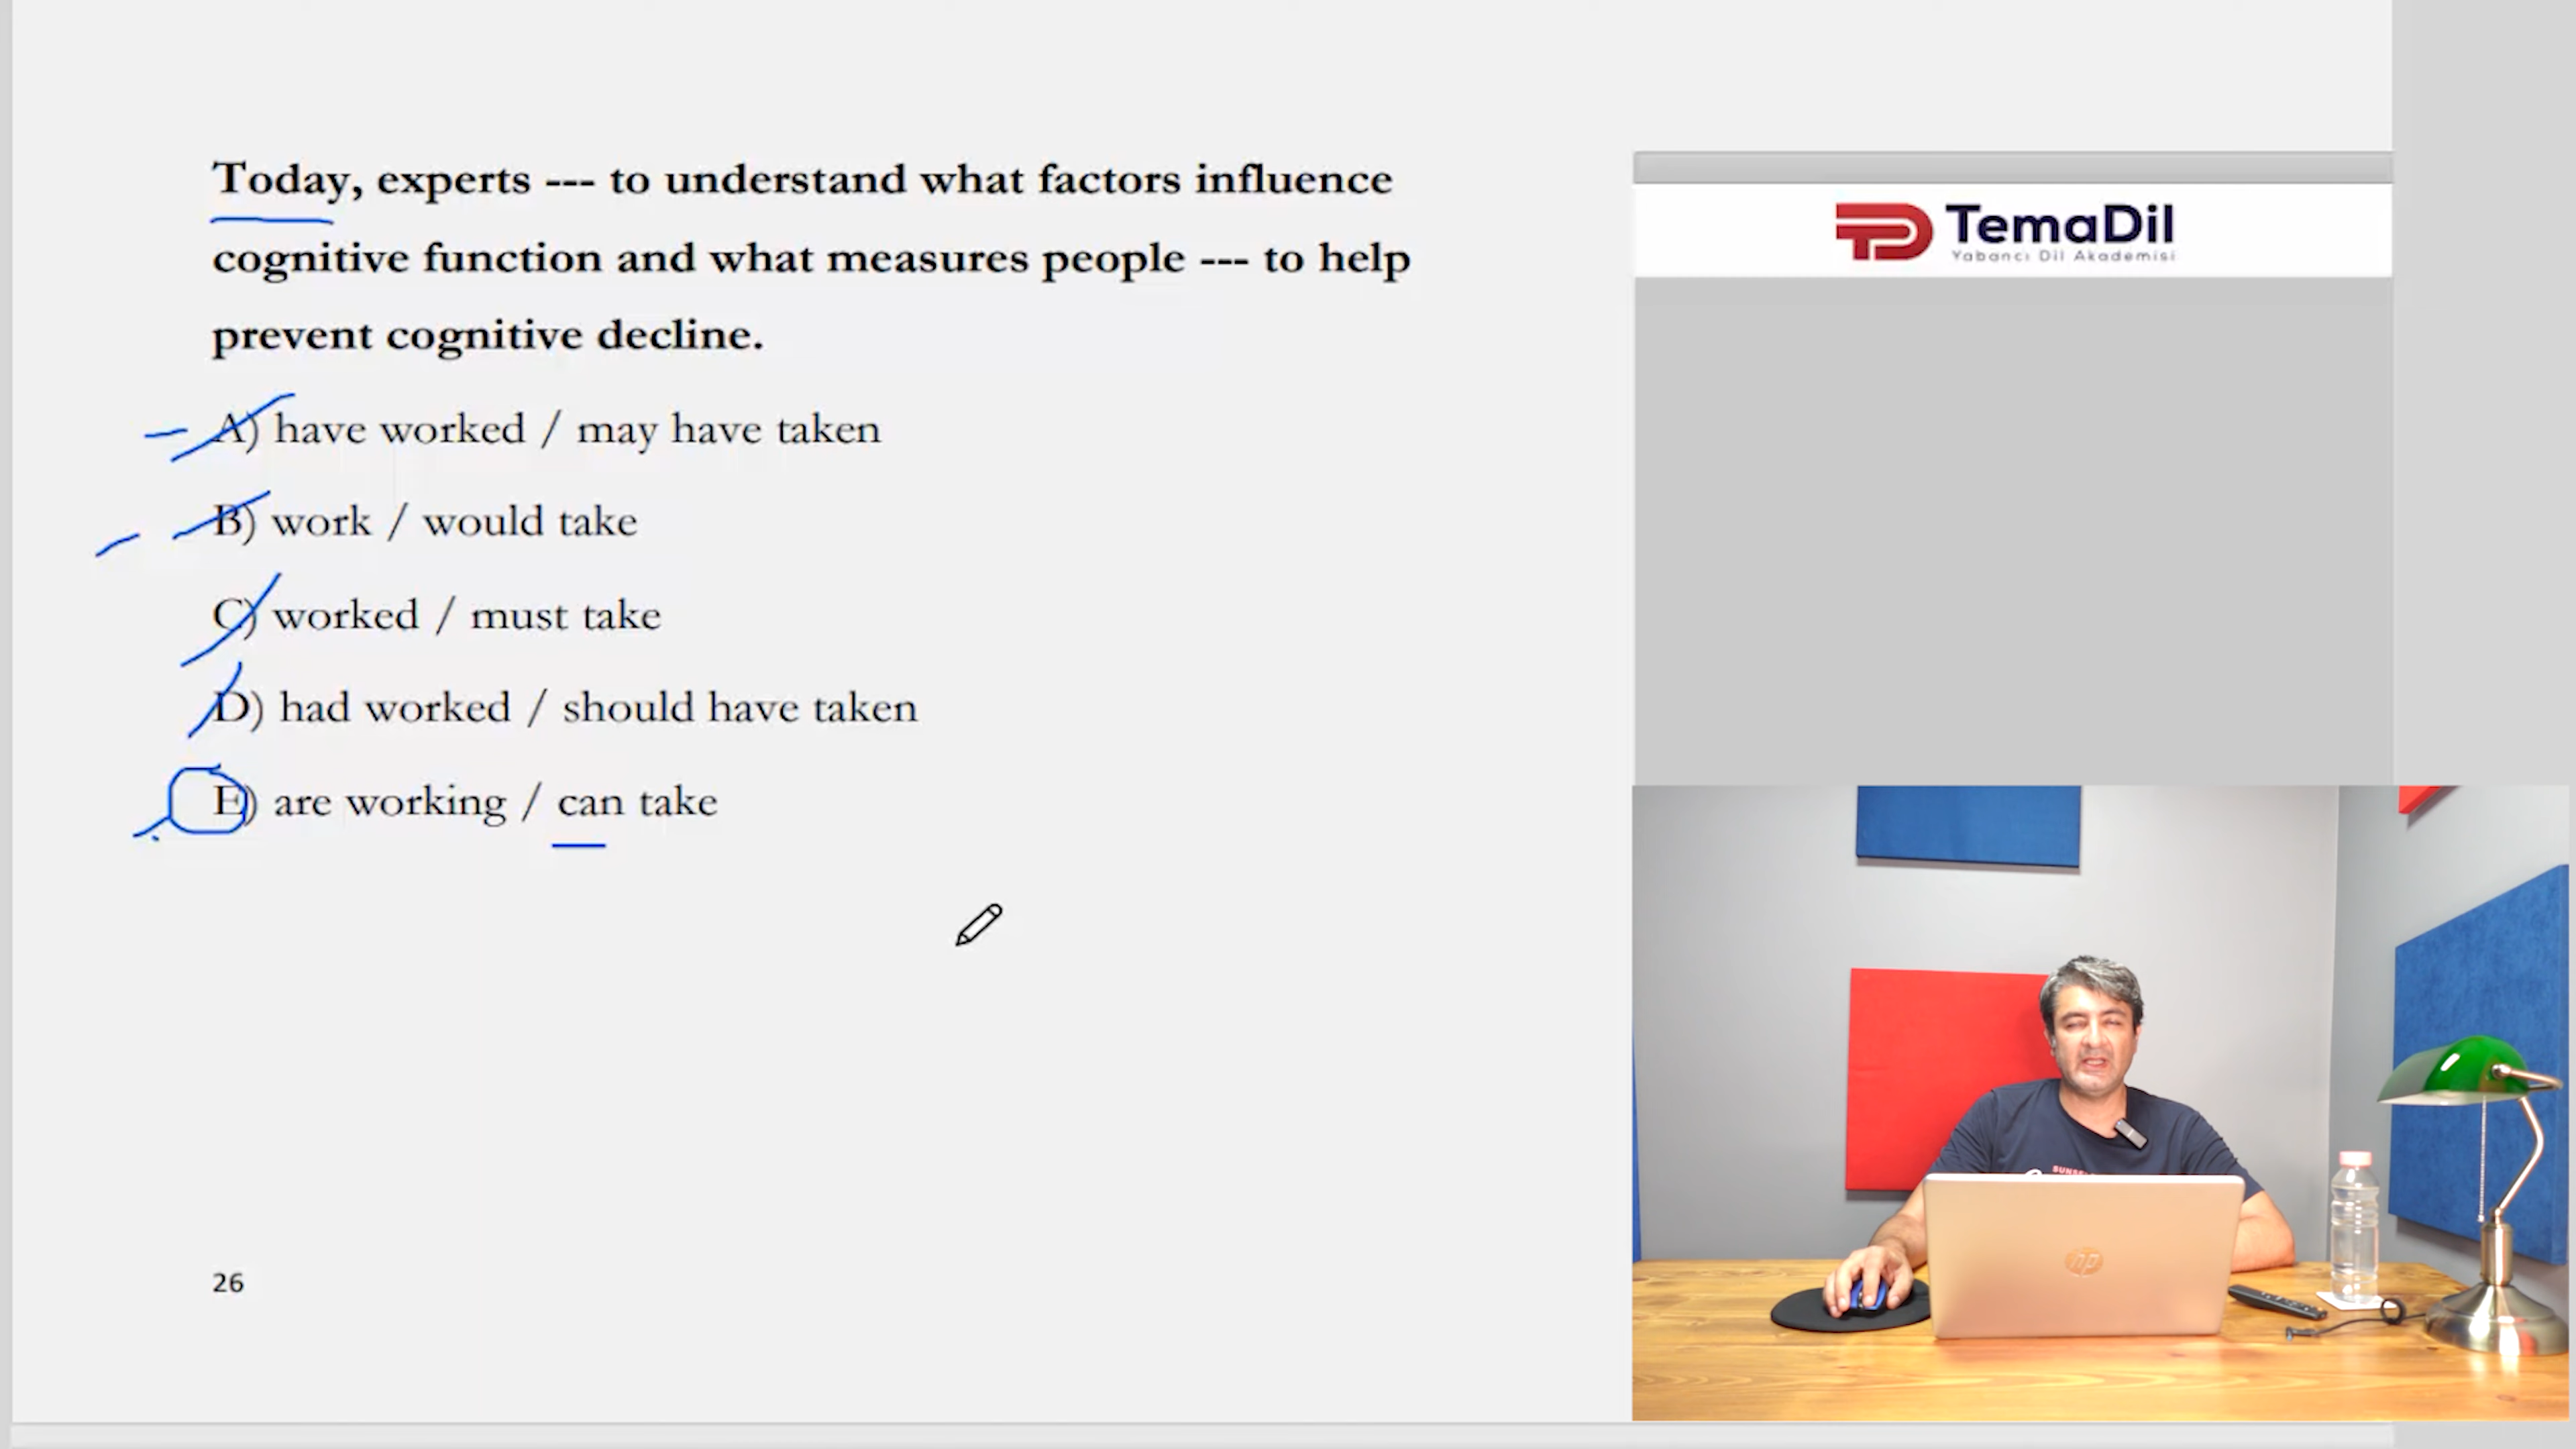 Today, experts --- to understand what factors influence
cognitive function and what measures people --- to help
prevent cognitive decline.
A) have worked / may have taken
B) work / would take
C) worked / must take
D) had worked / should have taken
E) are working / can take
26
TemaDil
Yabancı Dil Akademisi
hp